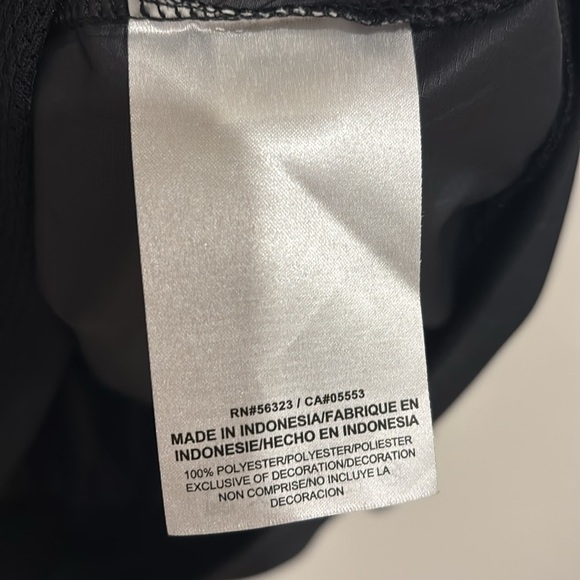 RN#56323 / CA#05553
MADE IN INDONESIA/FABRIQUE EN
INDONESIE/HECHO EN INDONESIA
100% POLYESTER/POLYESTER/POLIESTER
EXCLUSIVE OF DECORATION/DECORATION
NON COMPRISE/NO INCLUYE LA
DECORACION